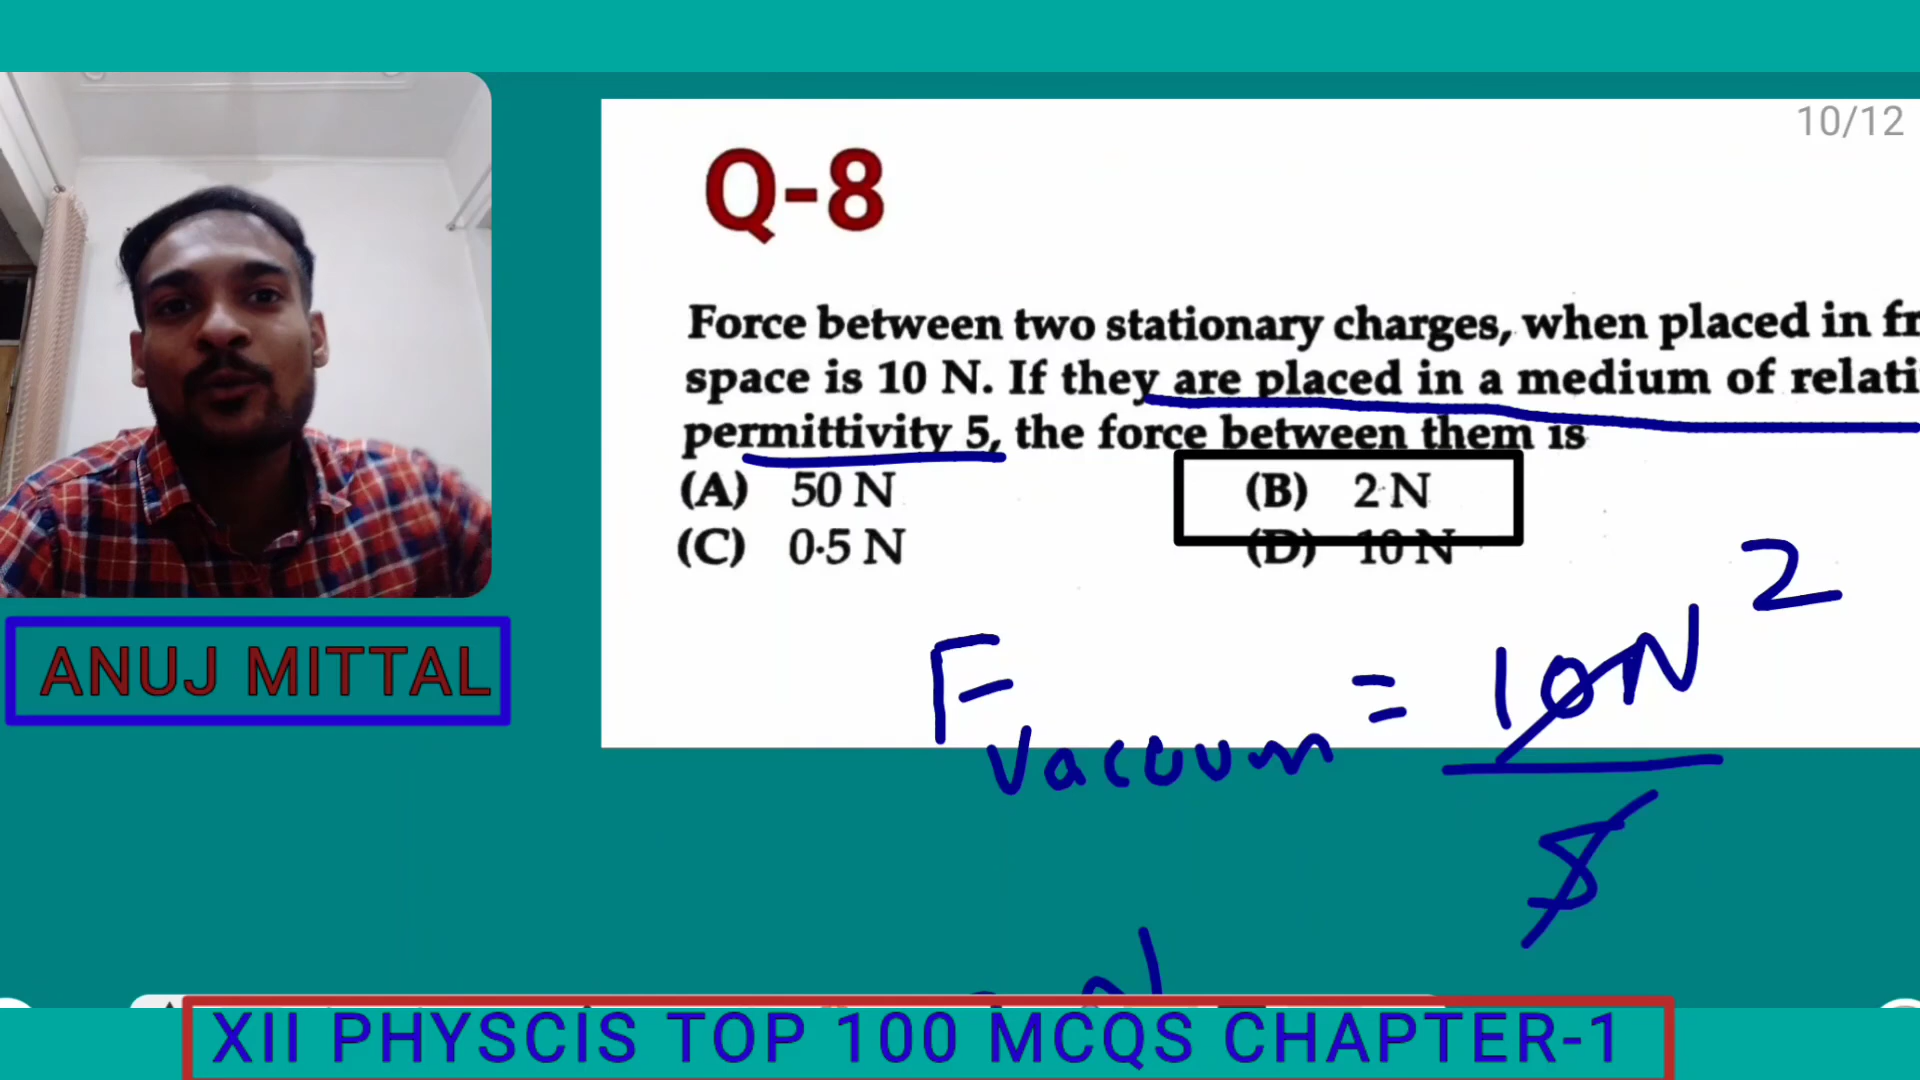 10/12
Q-8
Force between two stationary charges, when placed in fr
space is 10 N. If they are placed in a medium of relati
permittivity 5, the force between them is
(A) 50 N (B) 2 N
(C) 0·5 N (D) 10 N
2
F vacuum = 10N
5
N
ANUJ MITTAL
XII PHYSCIS TOP 100 MCQS CHAPTER-1